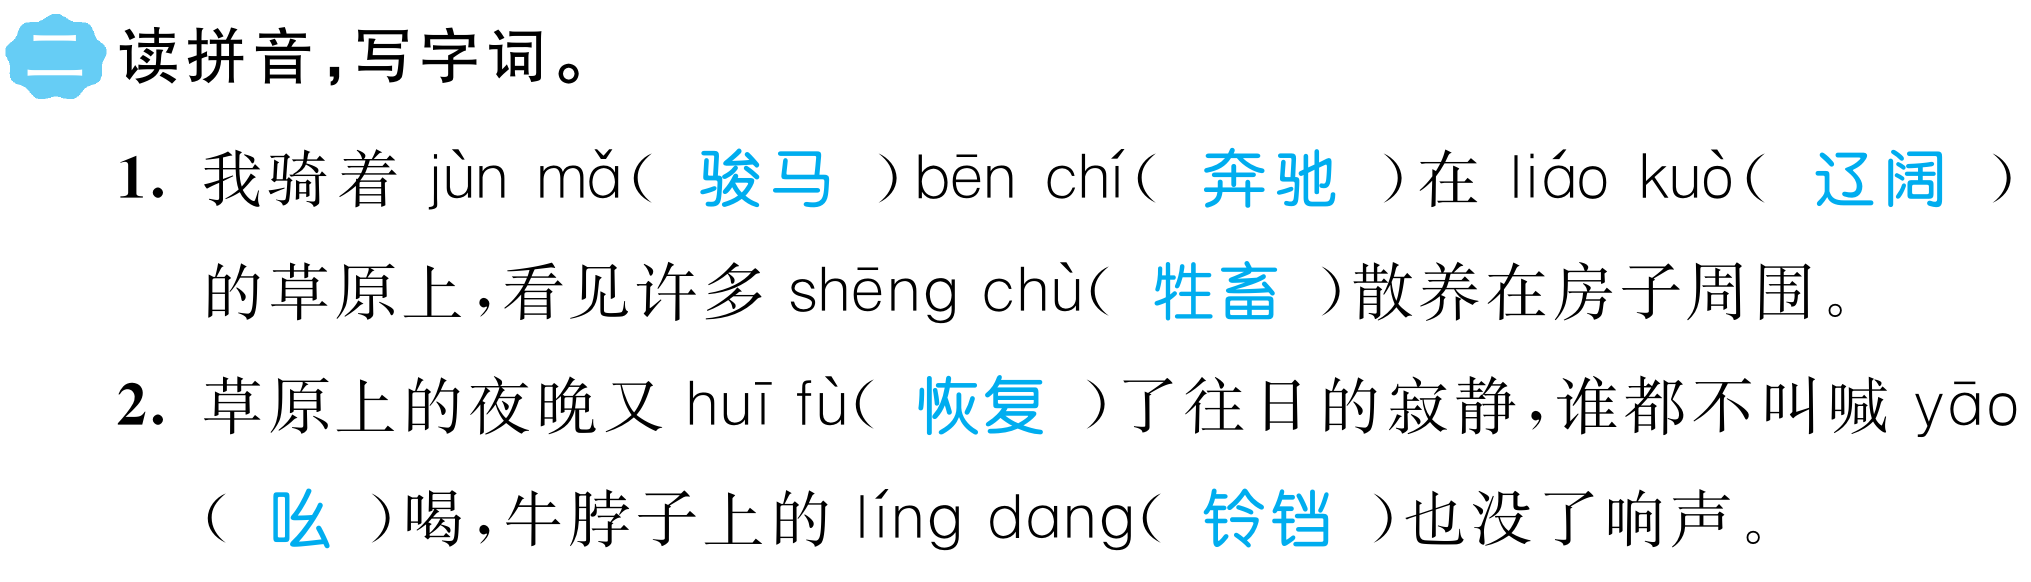 二 读拼音,写字词。
1. 我骑着 jùn mǎ( 骏马 )bēn chí( 奔驰 )在 liáo kuò( 辽阔 )
的草原上,看见许多 shēng chù( 牲畜 )散养在房子周围。
2. 草原上的夜晚又 huī fù( 恢复 )了往日的寂静,谁都不叫喊 yāo
( 吆 )喝,牛脖子上的 líng dang( 铃铛 )也没了响声。